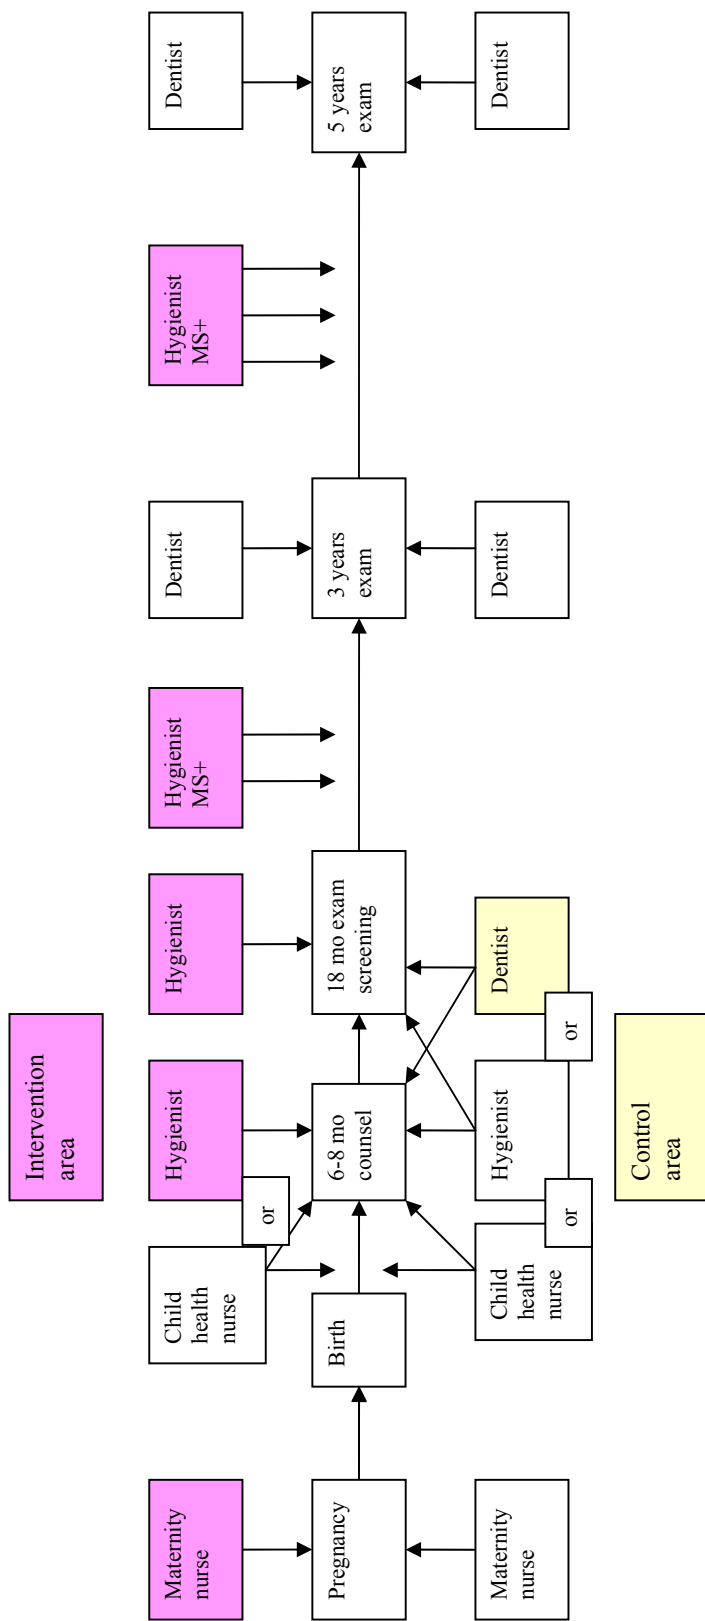 Intervention
area
Maternity
nurse
Child
health
nurse
or
Hygienist
Hygienist
Hygienist
MS+
Dentist
Hygienist
MS+
Dentist
Pregnancy
Birth
6-8 mo
counsel
18 mo exam
screening
3 years
exam
5 years
exam
Maternity
nurse
Child
health
nurse
or
Hygienist
or
Dentist
Dentist
Dentist
Control
area